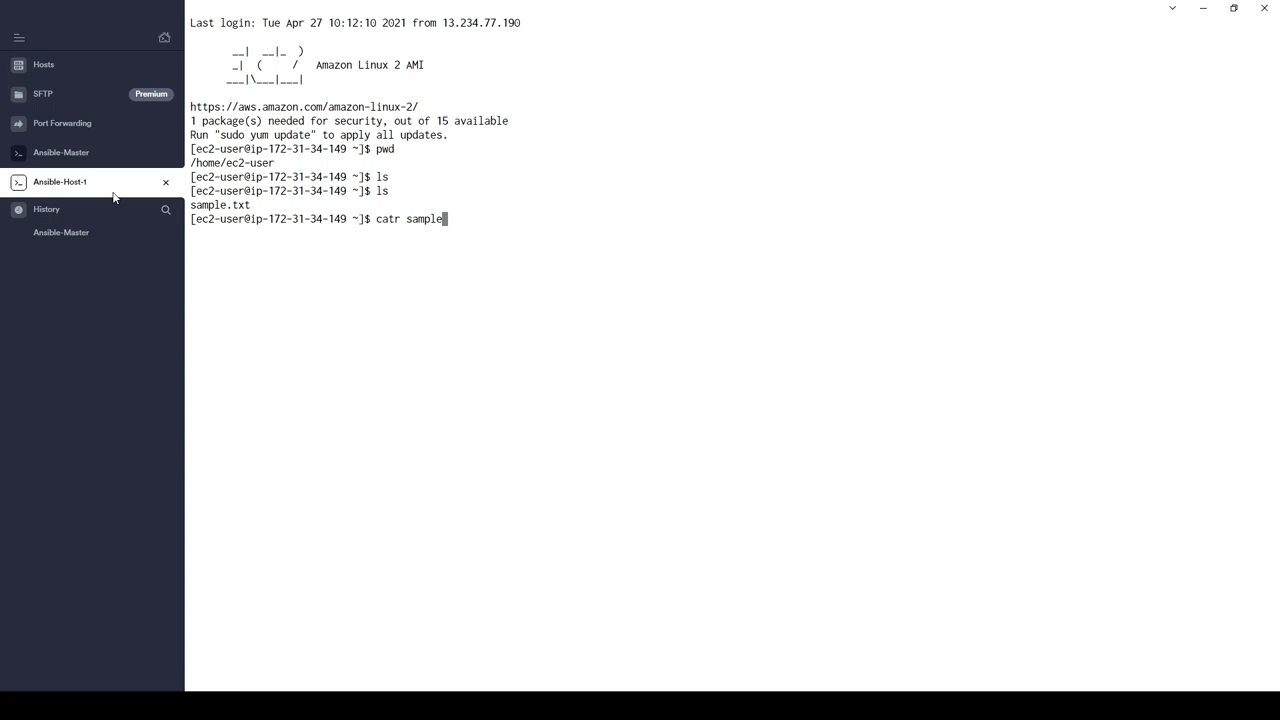 Last login: Tue Apr 27 10:12:10 2021 from 13.234.77.190
__|  __|_  )
_|  (     /   Amazon Linux 2 AMI
___|\___|___|
https://aws.amazon.com/amazon-linux-2/
1 package(s) needed for security, out of 15 available
Run "sudo yum update" to apply all updates.
[ec2-user@ip-172-31-34-149 ~]$ pwd
/home/ec2-user
[ec2-user@ip-172-31-34-149 ~]$ ls
[ec2-user@ip-172-31-34-149 ~]$ ls
sample.txt
[ec2-user@ip-172-31-34-149 ~]$ catr sample
Hosts
SFTP Premium
Port Forwarding
Ansible-Master
Ansible-Host-1
History
Ansible-Master